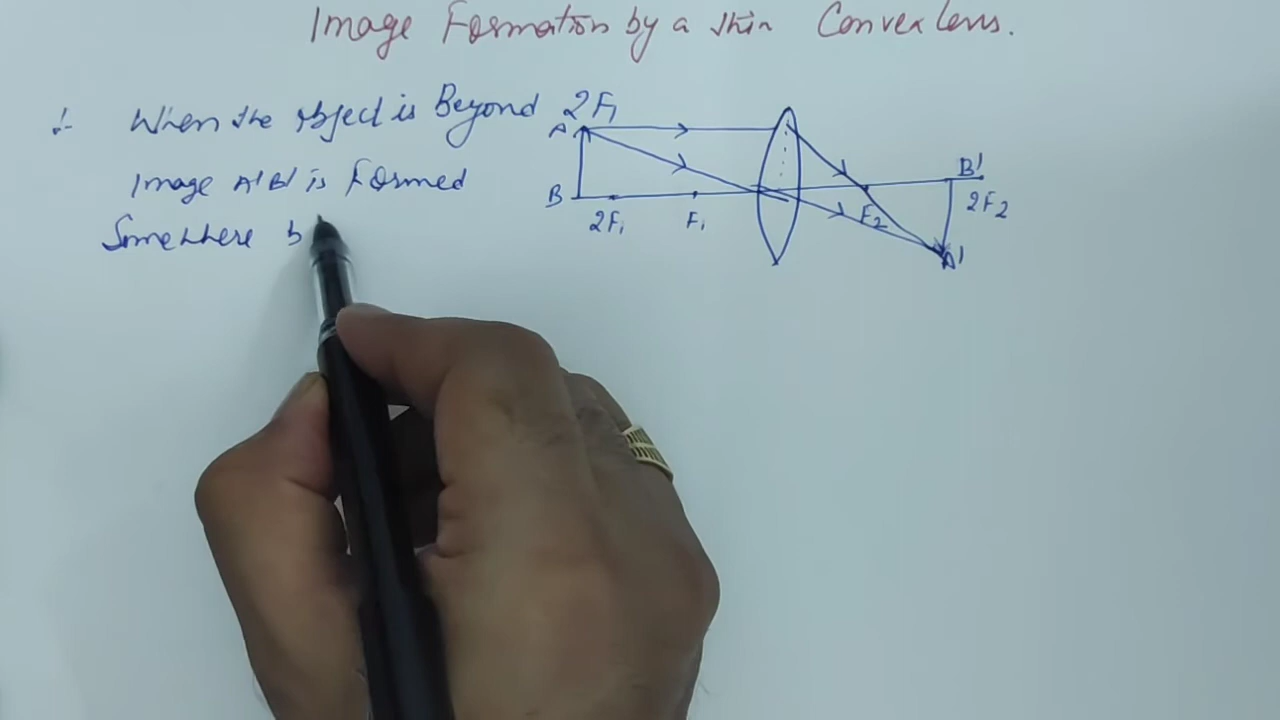 Image Formation by a thin Convex Lens.
1- When the object is Beyond 2F1
Image A'B' is Formed
Somewhere b
A
B
2F1
F1
F2
B'
2F2
A'